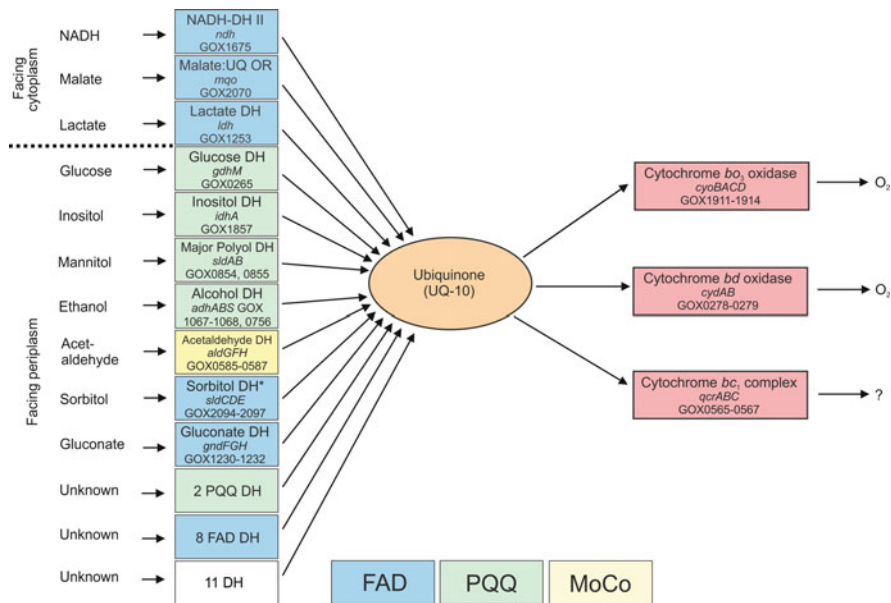 Facing
cytoplasm
NADH
NADH-DH II
ndh
GOX1675
Malate
Malate:UQ OR
mqo
GOX2070
Lactate
Lactate DH
ldh
GOX1253
Facing periplasm
Glucose
Glucose DH
gdhM
GOX0265
Inositol
Inositol DH
idhA
GOX1857
Mannitol
Major Polyol DH
sldAB
GOX0854, 0855
Ethanol
Alcohol DH
adhABS GOX
1067-1068, 0756
Acet-
aldehyde
Acetaldehyde DH
aldGFH
GOX0585-0587
Sorbitol
Sorbitol DH*
sldCDE
GOX2094-2097
Gluconate
Gluconate DH
gndFGH
GOX1230-1232
Unknown
2 PQQ DH
Unknown
8 FAD DH
Unknown
11 DH
Ubiquinone
(UQ-10)
Cytochrome bo₃ oxidase
cyoBACD
GOX1911-1914
O₂
Cytochrome bd oxidase
cydAB
GOX0278-0279
O₂
Cytochrome bc₁ complex
qcrABC
GOX0565-0567
?
FAD
PQQ
MoCo